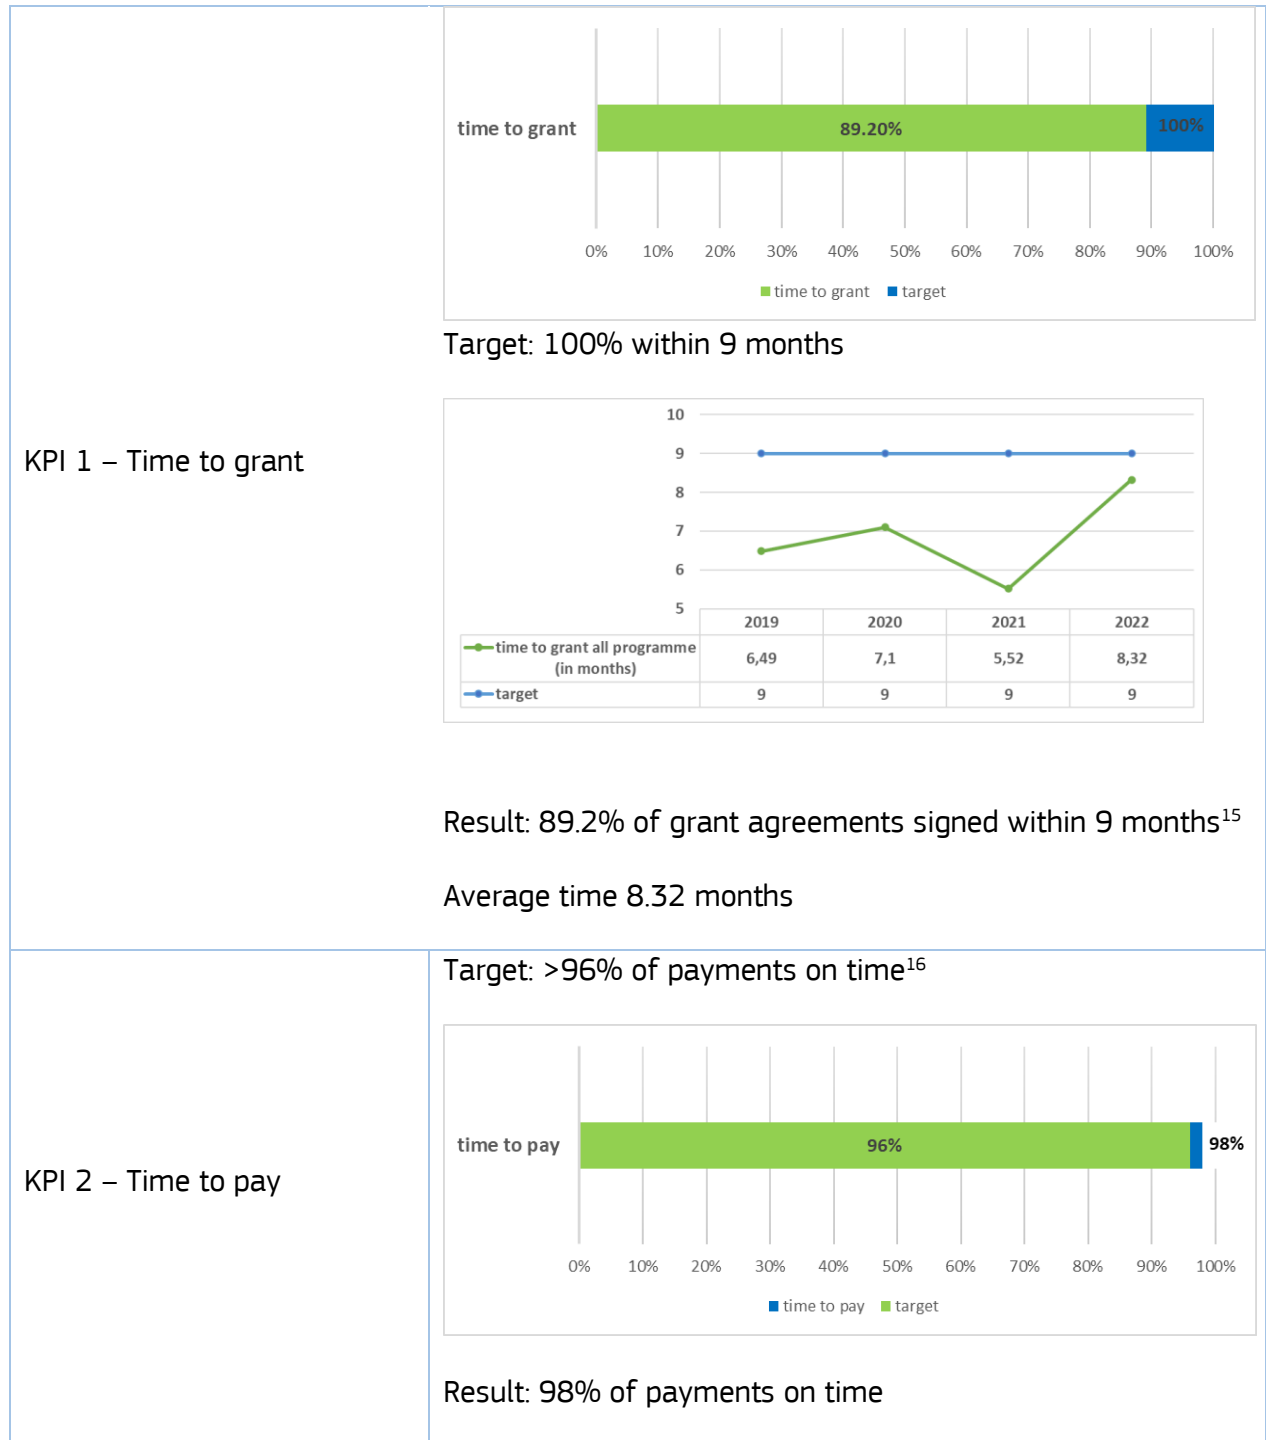 KPI 1 – Time to grant
time to grant
89.20%
100%
0% 10% 20% 30% 40% 50% 60% 70% 80% 90% 100%
time to grant target
Target: 100% within 9 months
10
9
8
7
6
5
2019 2020 2021 2022
time to grant all programme
(in months)
6,49 7,1 5,52 8,32
target 9 9 9 9
Result: 89.2% of grant agreements signed within 9 months15
Average time 8.32 months
KPI 2 – Time to pay
Target: >96% of payments on time16
time to pay
96%
98%
0% 10% 20% 30% 40% 50% 60% 70% 80% 90% 100%
time to pay target
Result: 98% of payments on time